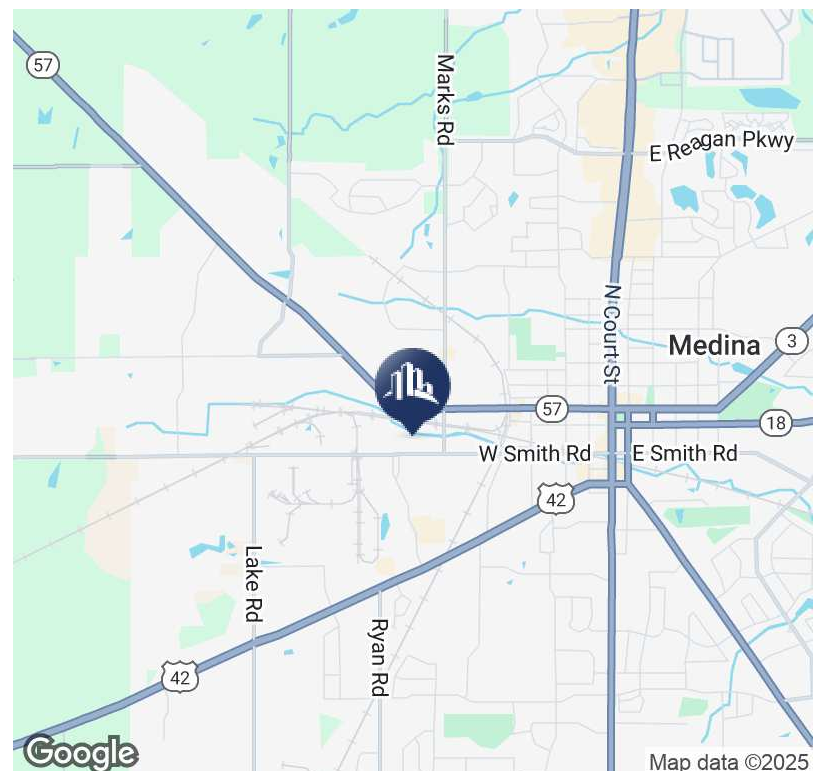 57
Marks Rd
E Reagan Pkwy
N Court St
Medina
3
57
18
W Smith Rd
E Smith Rd
42
Lake Rd
Ryan Rd
42
Google
Map data ©2025